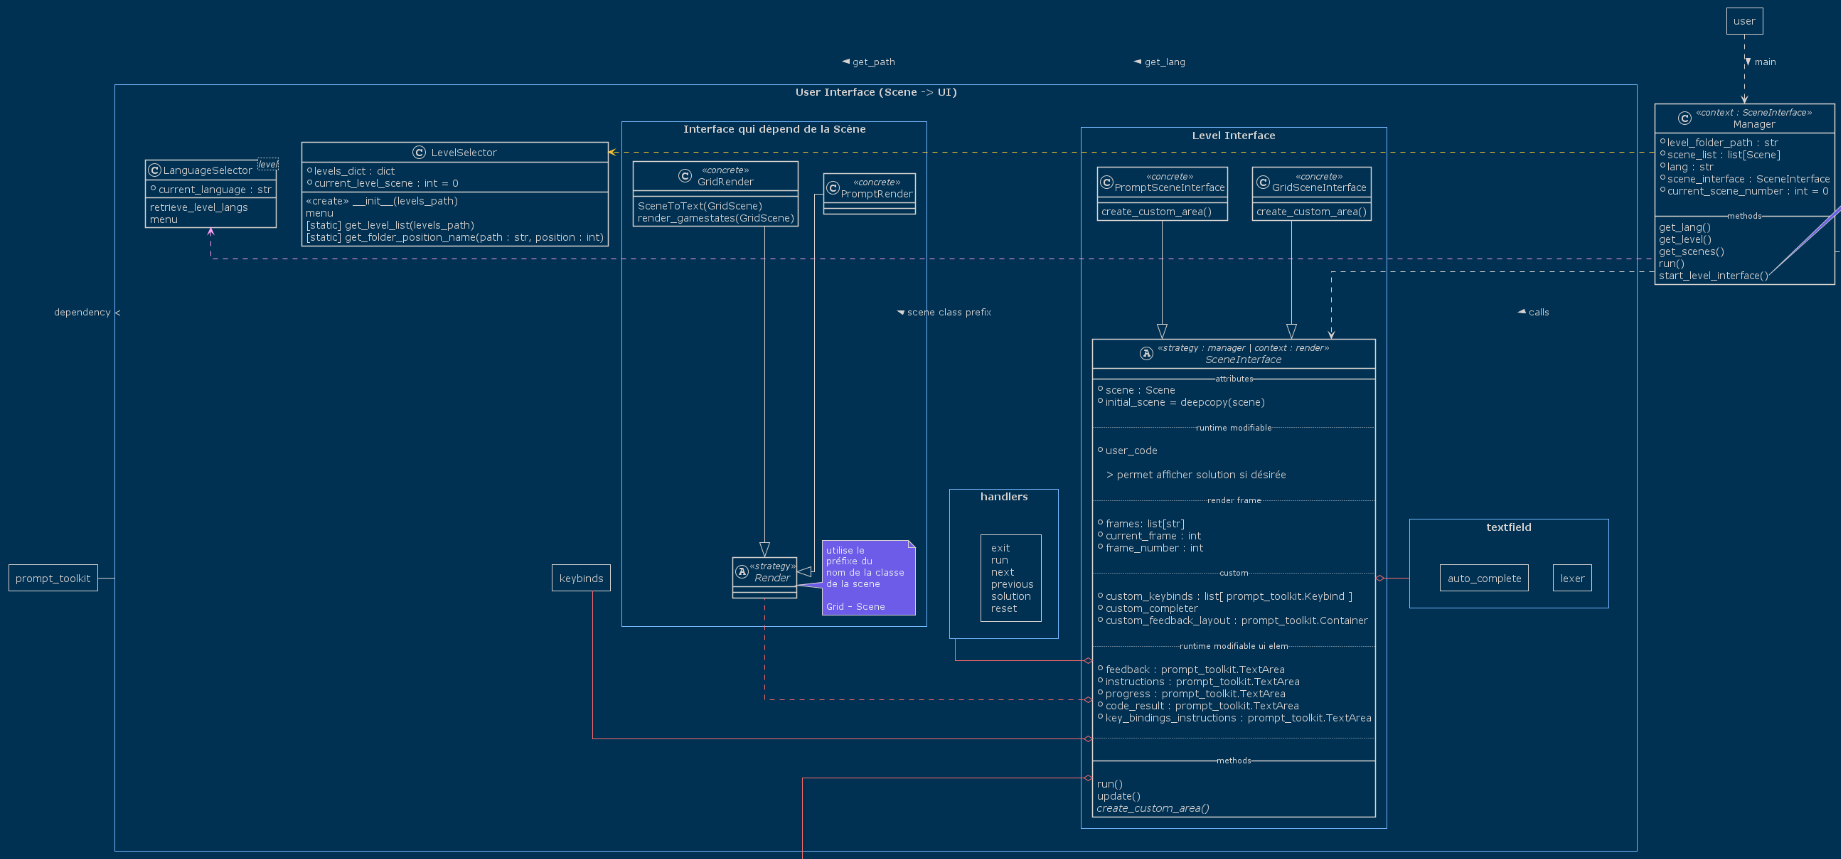 user
◄ get_path
◄ get_lang
▼ main
User Interface (Scene -> UI)
C «context : SceneInterface»
Manager
level_folder_path : str
scene_list : list[Scene]
lang : str
scene_interface : SceneInterface
current_scene_number : int = 0
methods
get_lang()
get_level()
get_scenes()
run()
start_level_interface()
C LanguageSelector
level
current_language : str
retrieve_level_langs
menu
C LevelSelector
levels_dict : dict
current_level_scene : int = 0
«create» __init__(levels_path)
menu
[static] get_level_list(levels_path)
[static] get_folder_position_name(path : str, position : int)
Interface qui dépend de la Scène
C «concrete»
GridRender
SceneToText(GridScene)
render_gamestates(GridScene)
C «concrete»
PromptRender
Level Interface
C «concrete»
PromptSceneInterface
create_custom_area()
C «concrete»
GridSceneInterface
create_custom_area()
dependency <
◄ scene class prefix
◄ calls
A «strategy : manager | context : render»
SceneInterface
attributes
scene : Scene
initial_scene = deepcopy(scene)
runtime modifiable
user_code
> permet afficher solution si désirée
render frame
frames: list[str]
current_frame : int
frame_number : int
custom
custom_keybinds : list[ prompt_toolkit.Keybind ]
custom_completer
custom_feedback_layout : prompt_toolkit.Container
runtime modifiable ui elem
feedback : prompt_toolkit.TextArea
instructions : prompt_toolkit.TextArea
progress : prompt_toolkit.TextArea
code_result : prompt_toolkit.TextArea
key_bindings_instructions : prompt_toolkit.TextArea
methods
run()
update()
create_custom_area()
handlers
exit
run
next
previous
solution
reset
textfield
auto_complete
lexer
prompt_toolkit
keybinds
A «strategy»
Render
utilise le
préfixe du
nom de la classe
de la scene
Grid - Scene